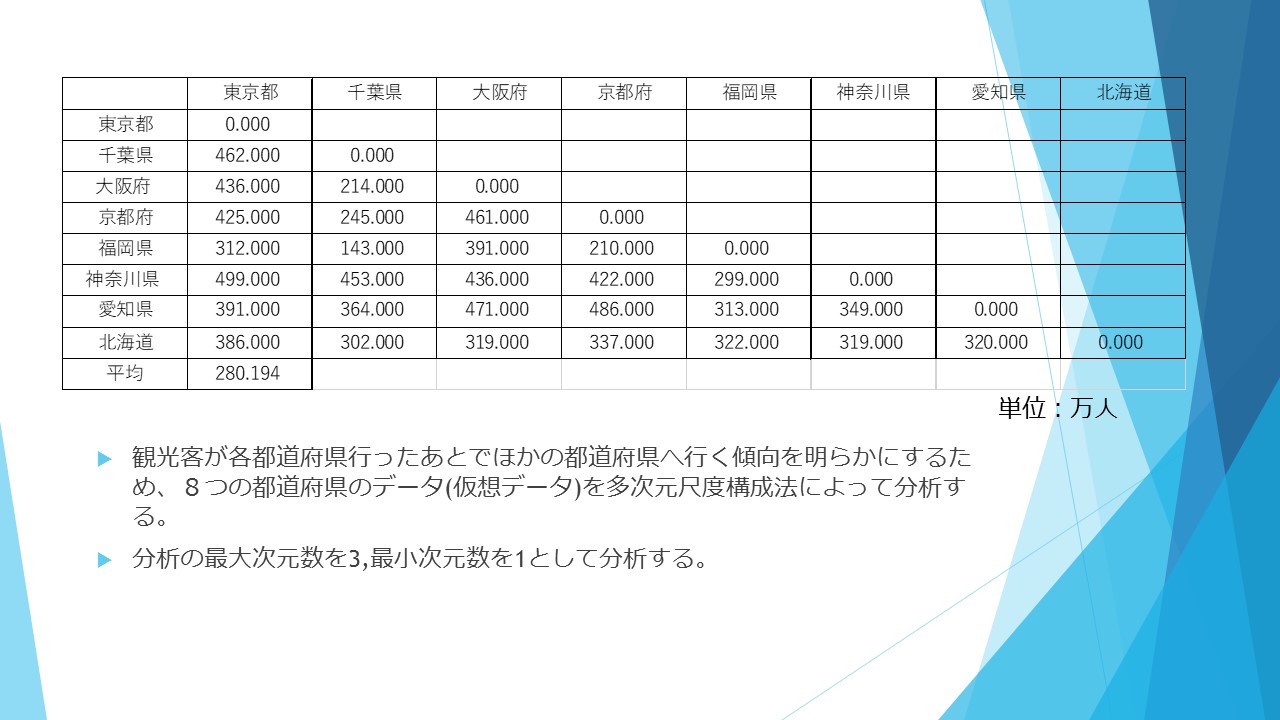 東京都 千葉県 大阪府 京都府 福岡県 神奈川県 愛知県 北海道
東京都 0.000
千葉県 462.000 0.000
大阪府 436.000 214.000 0.000
京都府 425.000 245.000 461.000 0.000
福岡県 312.000 143.000 391.000 210.000 0.000
神奈川県 499.000 453.000 436.000 422.000 299.000 0.000
愛知県 391.000 364.000 471.000 486.000 313.000 349.000 0.000
北海道 386.000 302.000 319.000 337.000 322.000 319.000 320.000 0.000
平均 280.194
単位：万人
観光客が各都道府県行ったあとでほかの都道府県へ行く傾向を明らかにするた
め、８つの都道府県のデータ(仮想データ)を多次元尺度構成法によって分析す
る。
分析の最大次元数を3,最小次元数を1として分析する。